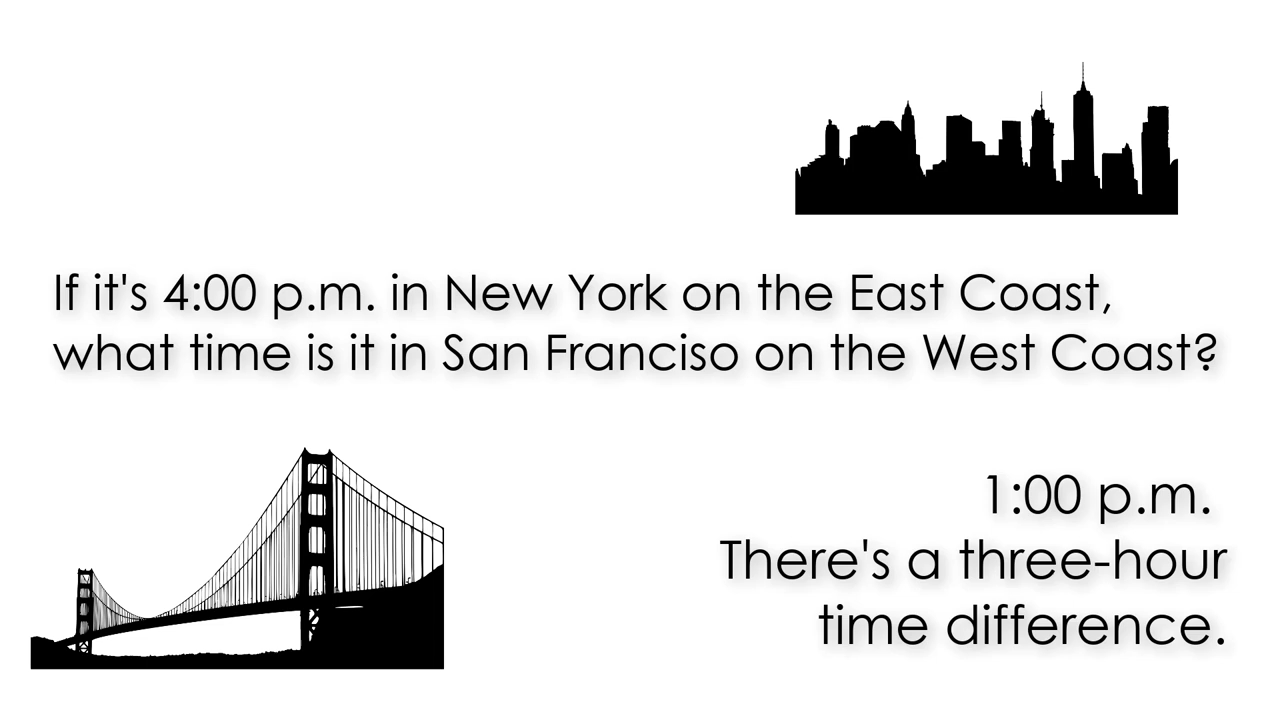 If it's 4:00 p.m. in New York on the East Coast,
what time is it in San Franciso on the West Coast?
1:00 p.m.
There's a three-hour
time difference.